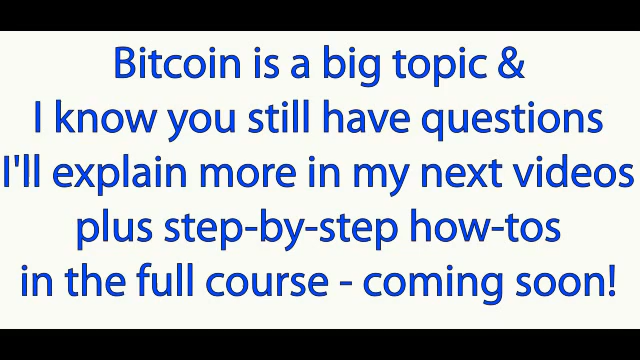 Bitcoin is a big topic &
I know you still have questions
I'll explain more in my next videos
plus step-by-step how-tos
in the full course - coming soon!